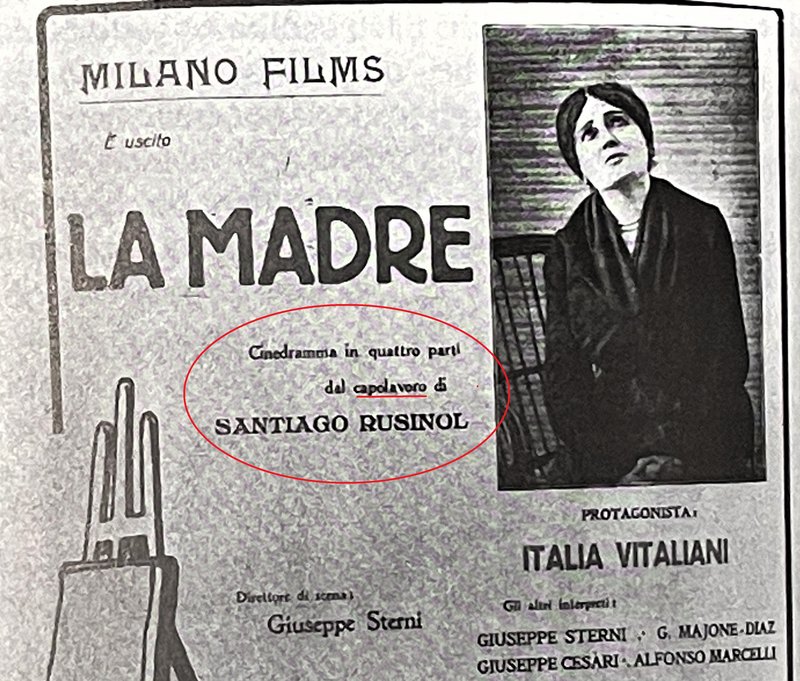 MILANO FILMS
È uscito
LA MADRE
Cinedramma in quattro parti
dal capolavoro di
SANTIAGO RUSINOL
PROTAGONISTA:
ITALIA VITALIANI
Direttore di scena:
Giuseppe Sterni
Gli altri interpreti:
GIUSEPPE STERNI ∴ G. MAJONE-DIAZ
GIUSEPPE CESÀRI ∴ ALFONSO MARCELLI